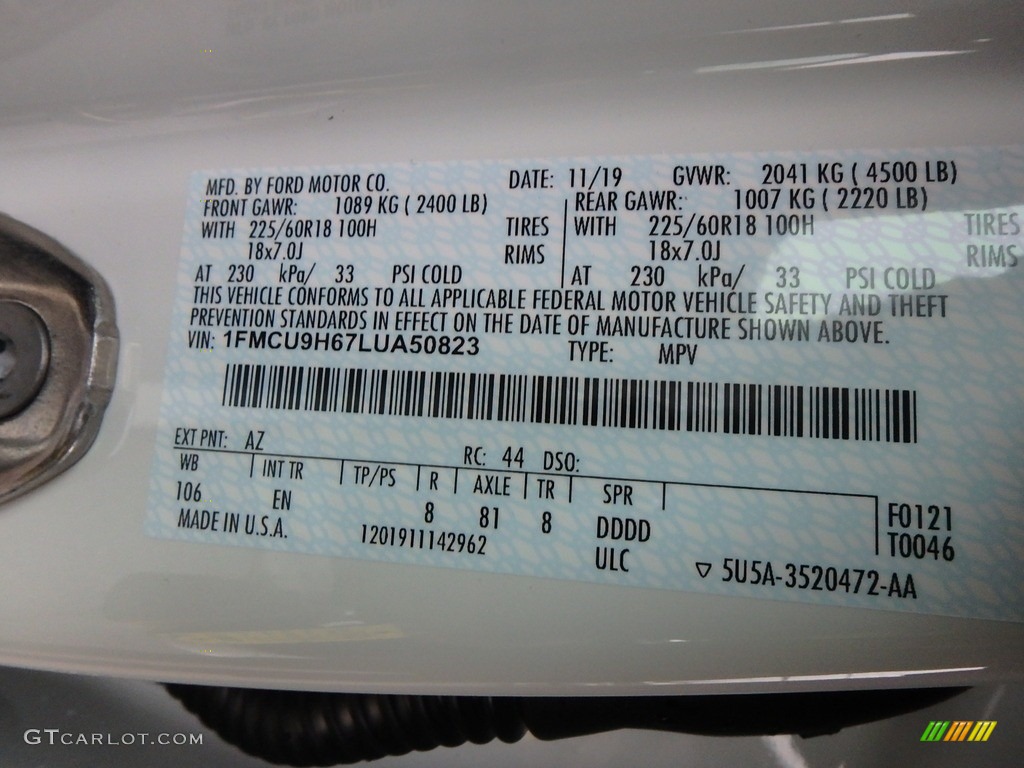 MFD. BY FORD MOTOR CO. DATE: 11/19 GVWR: 2041 KG ( 4500 LB)
FRONT GAWR: 1089 KG ( 2400 LB) REAR GAWR: 1007 KG ( 2220 LB)
WITH 225/60R18 100H TIRES WITH 225/60R18 100H TIRES
18x7.0J RIMS 18x7.0J RIMS
AT 230 kPa/ 33 PSI COLD AT 230 kPa/ 33 PSI COLD
THIS VEHICLE CONFORMS TO ALL APPLICABLE FEDERAL MOTOR VEHICLE SAFETY AND THEFT
PREVENTION STANDARDS IN EFFECT ON THE DATE OF MANUFACTURE SHOWN ABOVE.
VIN: 1FMCU9H67LUA50823 TYPE: MPV
EXT PNT: AZ RC: 44 DSO:
WB INT TR TP/PS R AXLE TR SPR
106 EN 8 81 8 DDDD F0121
MADE IN U.S.A. 1201911142962 ULC T0046
5U5A-3520472-AA
GTCARLOT.COM